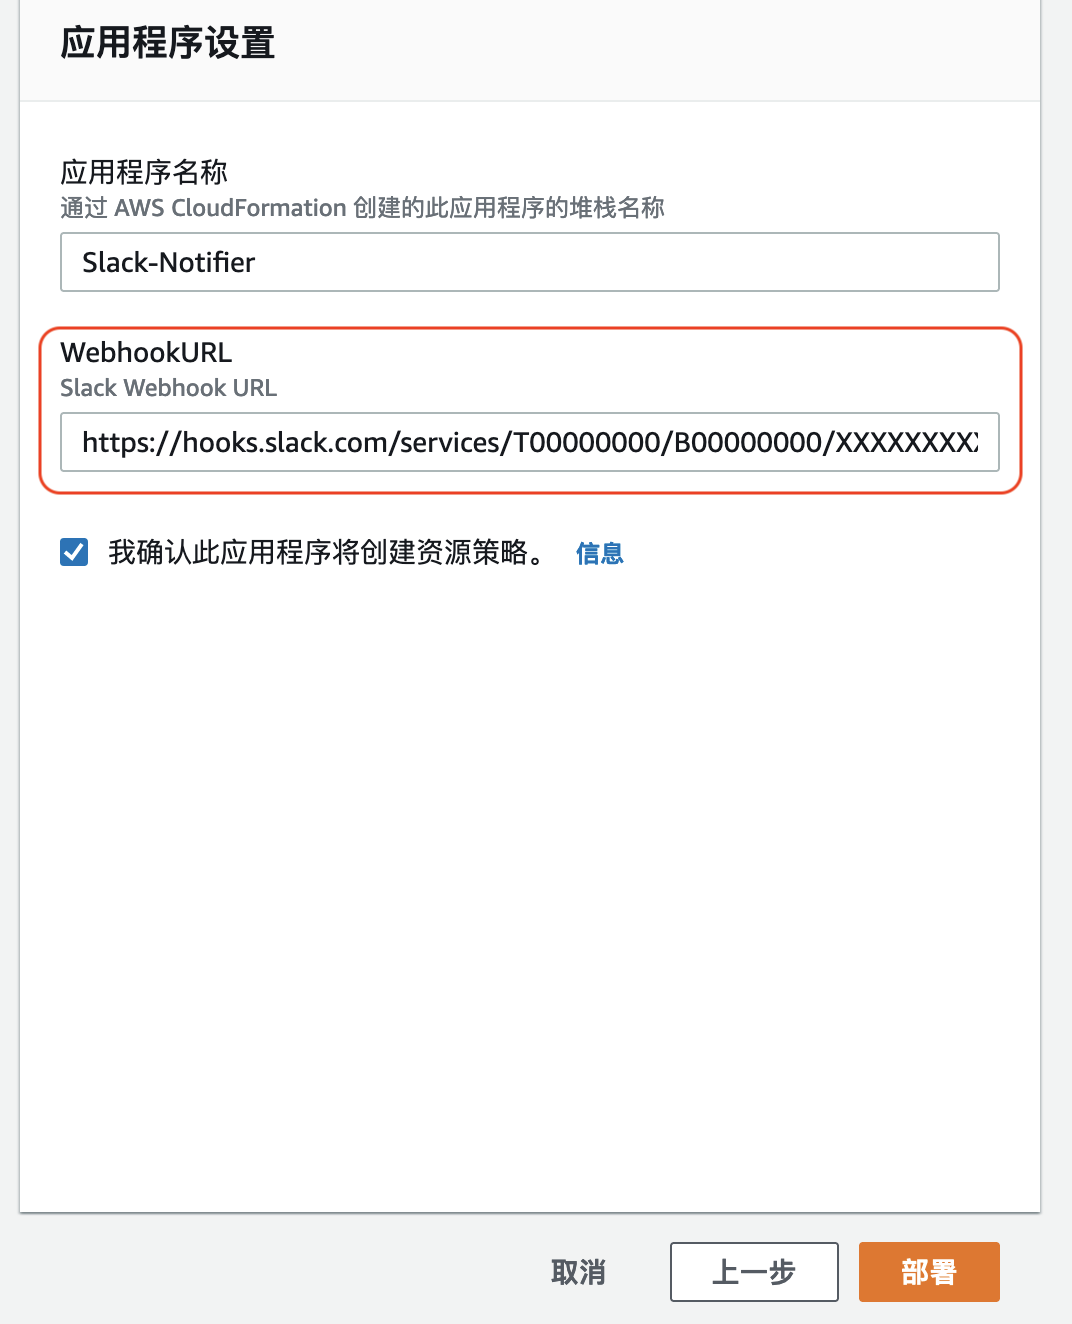 应用程序设置
应用程序名称
通过 AWS CloudFormation 创建的此应用程序的堆栈名称
Slack-Notifier
WebhookURL
Slack Webhook URL
https://hooks.slack.com/services/T00000000/B00000000/XXXXXXXXX
我确认此应用程序将创建资源策略。 信息
取消 上一步 部署